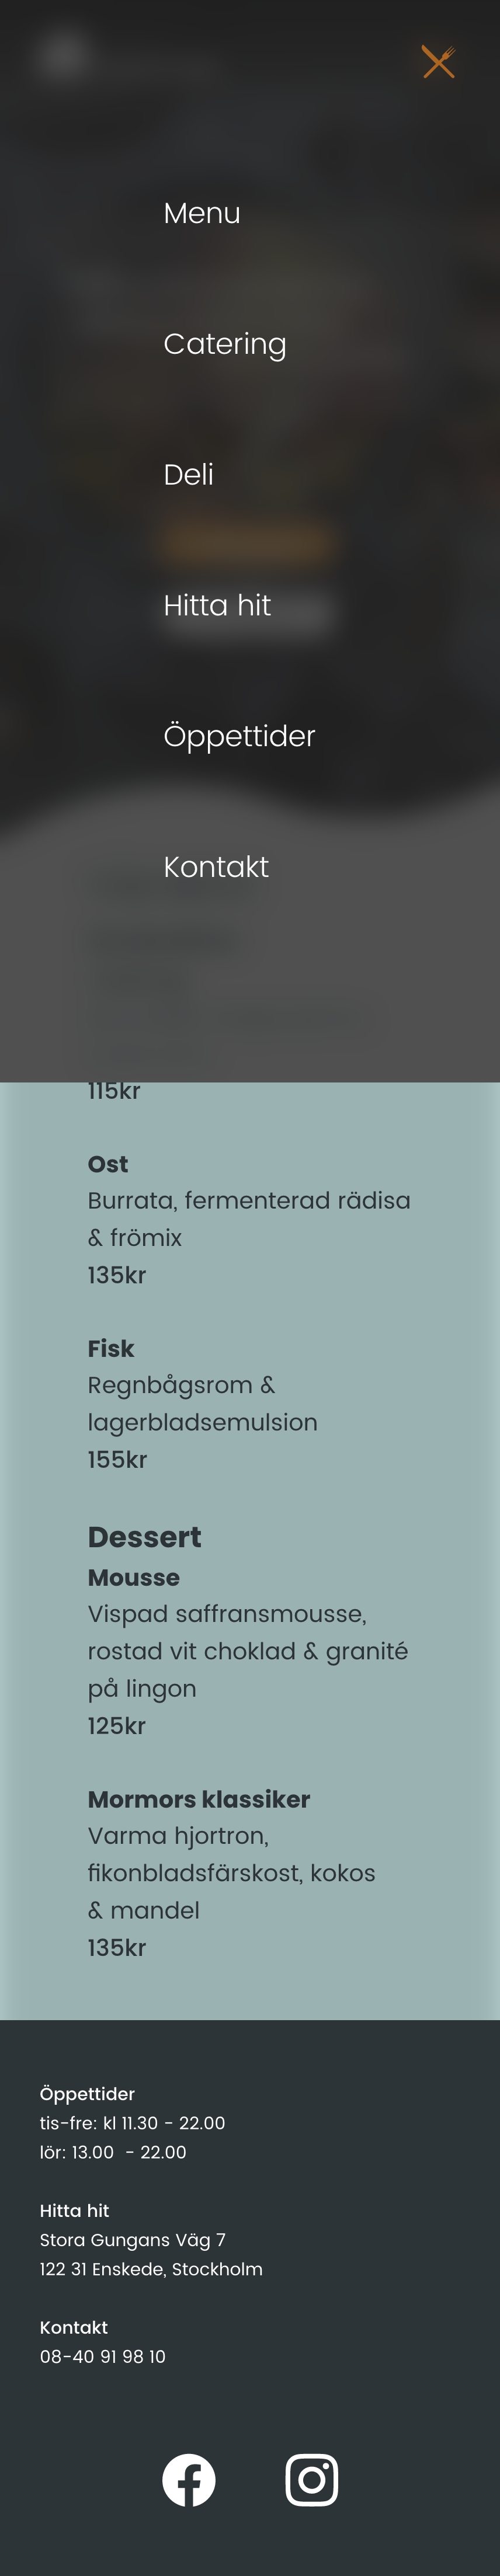 Menu
Catering
Deli
Hitta hit
Öppettider
Kontakt
115kr
Ost
Burrata, fermenterad rädisa
& frömix
135kr
Fisk
Regnbågsrom &
lagerbladsemulsion
155kr
Dessert
Mousse
Vispad saffransmousse,
rostad vit choklad & granité
på lingon
125kr
Mormors klassiker
Varma hjortron,
fikonbladsfärskost, kokos
& mandel
135kr
Öppettider
tis-fre: kl 11.30 - 22.00
lör: 13.00  - 22.00
Hitta hit
Stora Gungans Väg 7
122 31 Enskede, Stockholm
Kontakt
08-40 91 98 10